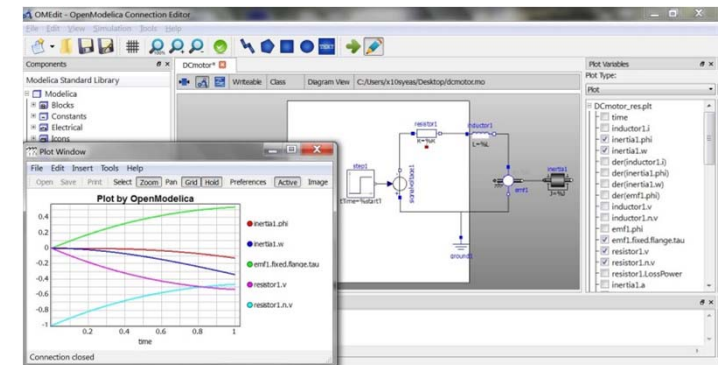 OMEdit - OpenModelica Connection Editor
File Edit View Simulation Tools Help
TEXT
Components
Modelica Standard Library
Modelica
Blocks
Constants
Electrical
Icons
DCmotor*
Writeable Class Diagram View C:/Users/x10syeas/Desktop/dcmotor.mo
resistor1
R=%R
inductor1
L=%L
step1
startTime=%startT
signalVoltage1
emf1
inertia1
J=%J
ground1
Plot Variables
Plot Type:
Plot
DCmotor_res.plt
time
inductor1.i
inertia1.phi
inertia1.w
der(inductor1.i)
der(inertia1.phi)
der(inertia1.w)
der(emf1.phi)
inductor1.v
inductor1.n.v
emf1.phi
emf1.fixed.flange.tau
resistor1.v
resistor1.n.v
resistor1.LossPower
inertia1.a
Plot Window
File Edit Insert Tools Help
Open Save Print Select Zoom Pan Grid Hold Preferences Active Image
Plot by OpenModelica
0.4
0.2
0
-0.2
-0.4
-0.6
-0.8
-1
0.2 0.4 0.6 0.8 1
time
inertia1.phi
inertia1.w
emf1.fixed.flange.tau
resistor1.v
resistor1.n.v
Connection closed